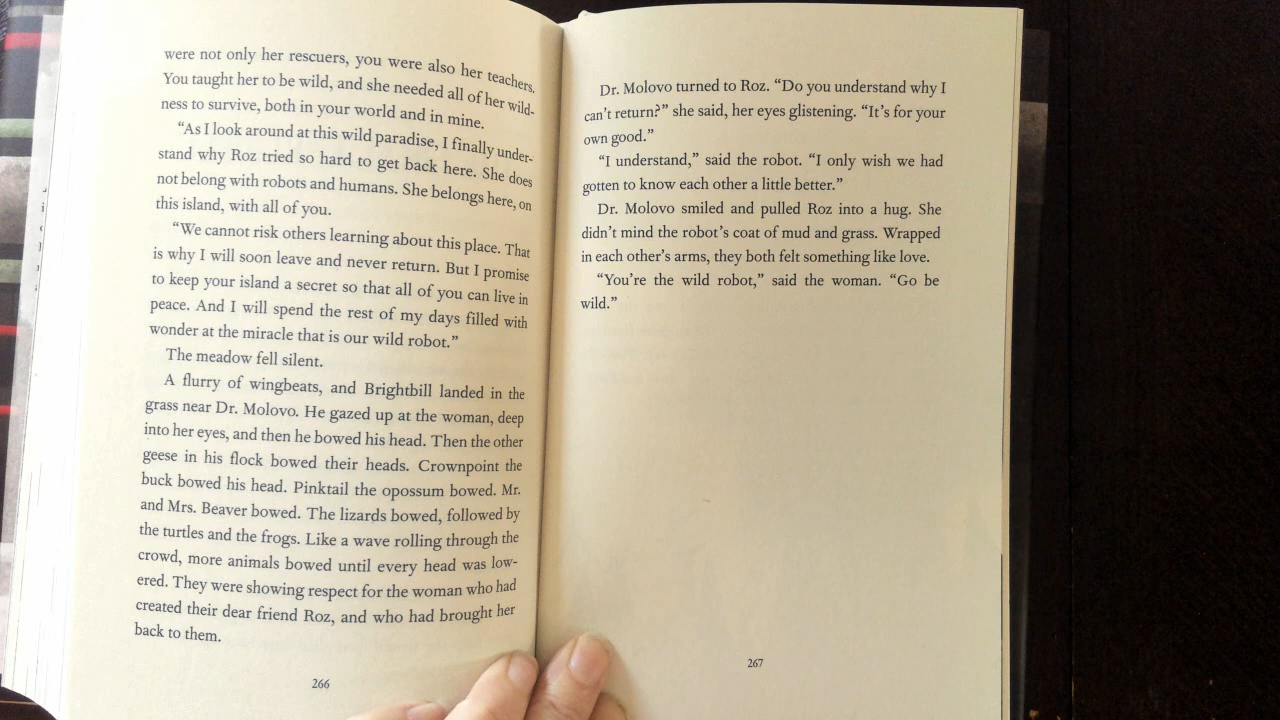 were not only her rescuers, you were also her teachers.
You taught her to be wild, and she needed all of her wild-
ness to survive, both in your world and in mine.
“As I look around at this wild paradise, I finally under-
stand why Roz tried so hard to get back here. She does
not belong with robots and humans. She belongs here, on
this island, with all of you.
“We cannot risk others learning about this place. That
is why I will soon leave and never return. But I promise
to keep your island a secret so that all of you can live in
peace. And I will spend the rest of my days filled with
wonder at the miracle that is our wild robot.”
The meadow fell silent.
A flurry of wingbeats, and Brightbill landed in the
grass near Dr. Molovo. He gazed up at the woman, deep
into her eyes, and then he bowed his head. Then the other
geese in his flock bowed their heads. Crownpoint the
buck bowed his head. Pinktail the opossum bowed. Mr.
and Mrs. Beaver bowed. The lizards bowed, followed by
the turtles and the frogs. Like a wave rolling through the
crowd, more animals bowed until every head was low-
ered. They were showing respect for the woman who had
created their dear friend Roz, and who had brought her
back to them.
266
Dr. Molovo turned to Roz. “Do you understand why I
can’t return?” she said, her eyes glistening. “It’s for your
own good.”
“I understand,” said the robot. “I only wish we had
gotten to know each other a little better.”
Dr. Molovo smiled and pulled Roz into a hug. She
didn’t mind the robot’s coat of mud and grass. Wrapped
in each other’s arms, they both felt something like love.
“You’re the wild robot,” said the woman. “Go be
wild.”
267